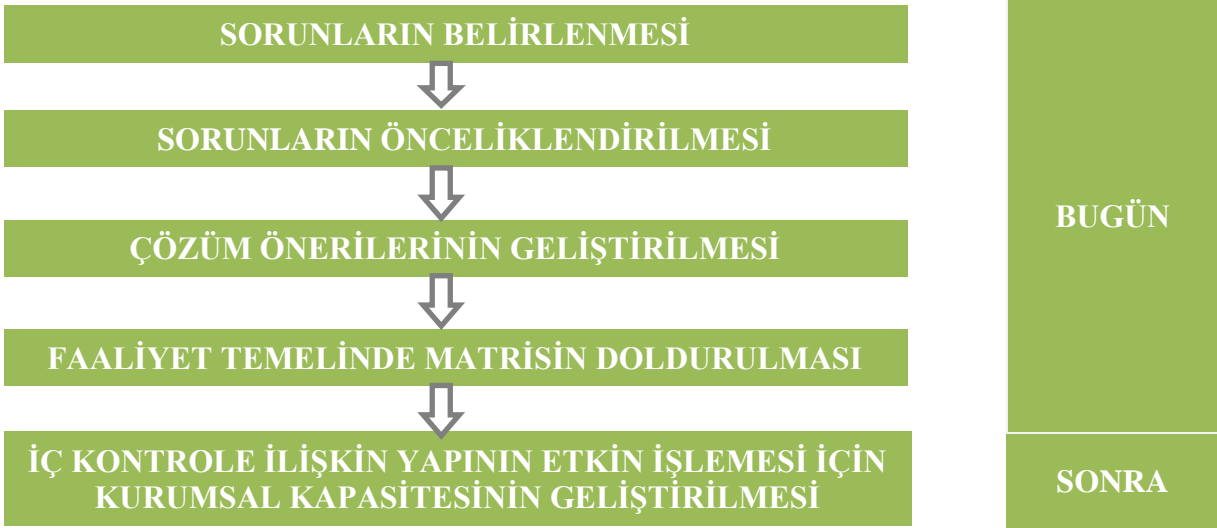 SORUNLARIN BELİRLENMESİ
SORUNLARIN ÖNCELİKLENDİRİLMESİ
ÇÖZÜM ÖNERİLERİNİN GELİŞTİRİLMESİ
FAALİYET TEMELİNDE MATRİSİN DOLDURULMASI
İÇ KONTROLE İLİŞKİN YAPININ ETKİN İŞLEMESİ İÇİN
KURUMSAL KAPASİTESİNİN GELİŞTİRİLMESİ
BUGÜN
SONRA